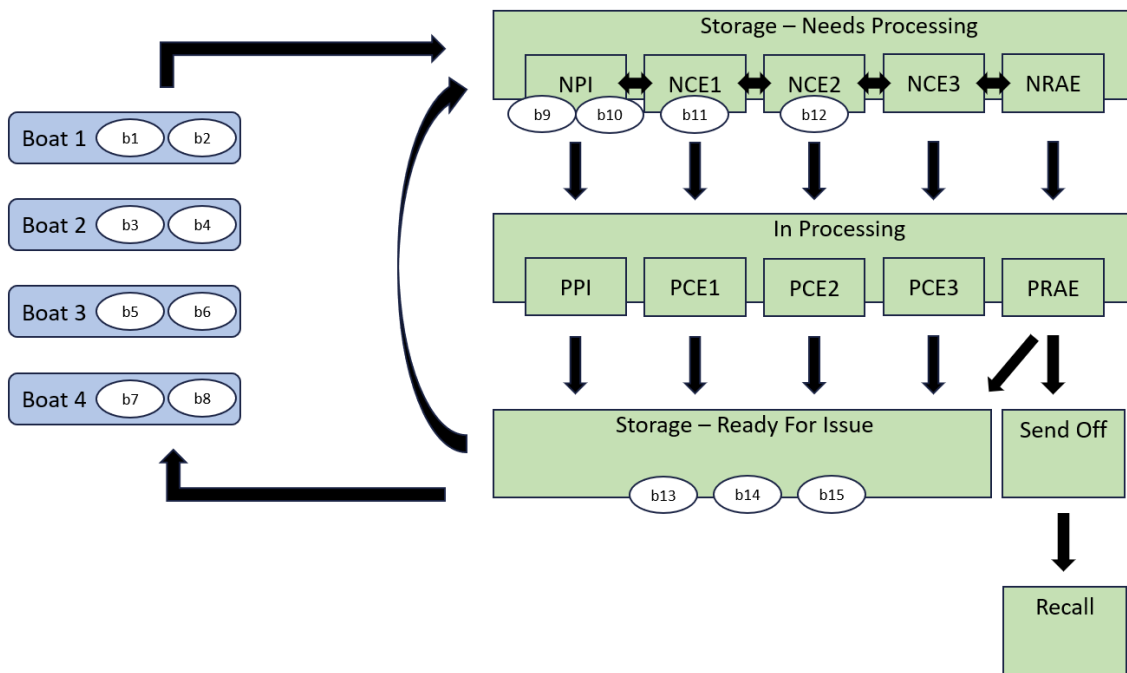 Storage – Needs Processing
NPI NCE1 NCE2 NCE3 NRAE
b9 b10 b11 b12
Boat 1 b1 b2
Boat 2 b3 b4
In Processing
PPI PCE1 PCE2 PCE3 PRAE
Boat 3 b5 b6
Boat 4 b7 b8
Storage – Ready For Issue
Send Off
b13 b14 b15
Recall